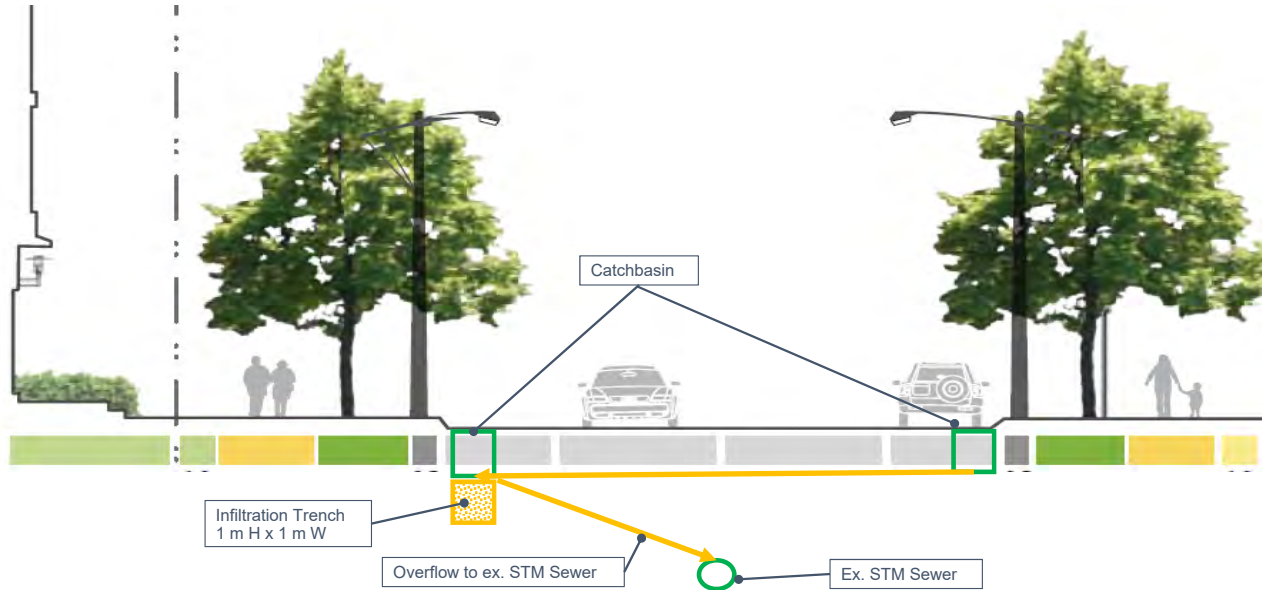 Catchbasin
Infiltration Trench
1 m H x 1 m W
Overflow to ex. STM Sewer
Ex. STM Sewer